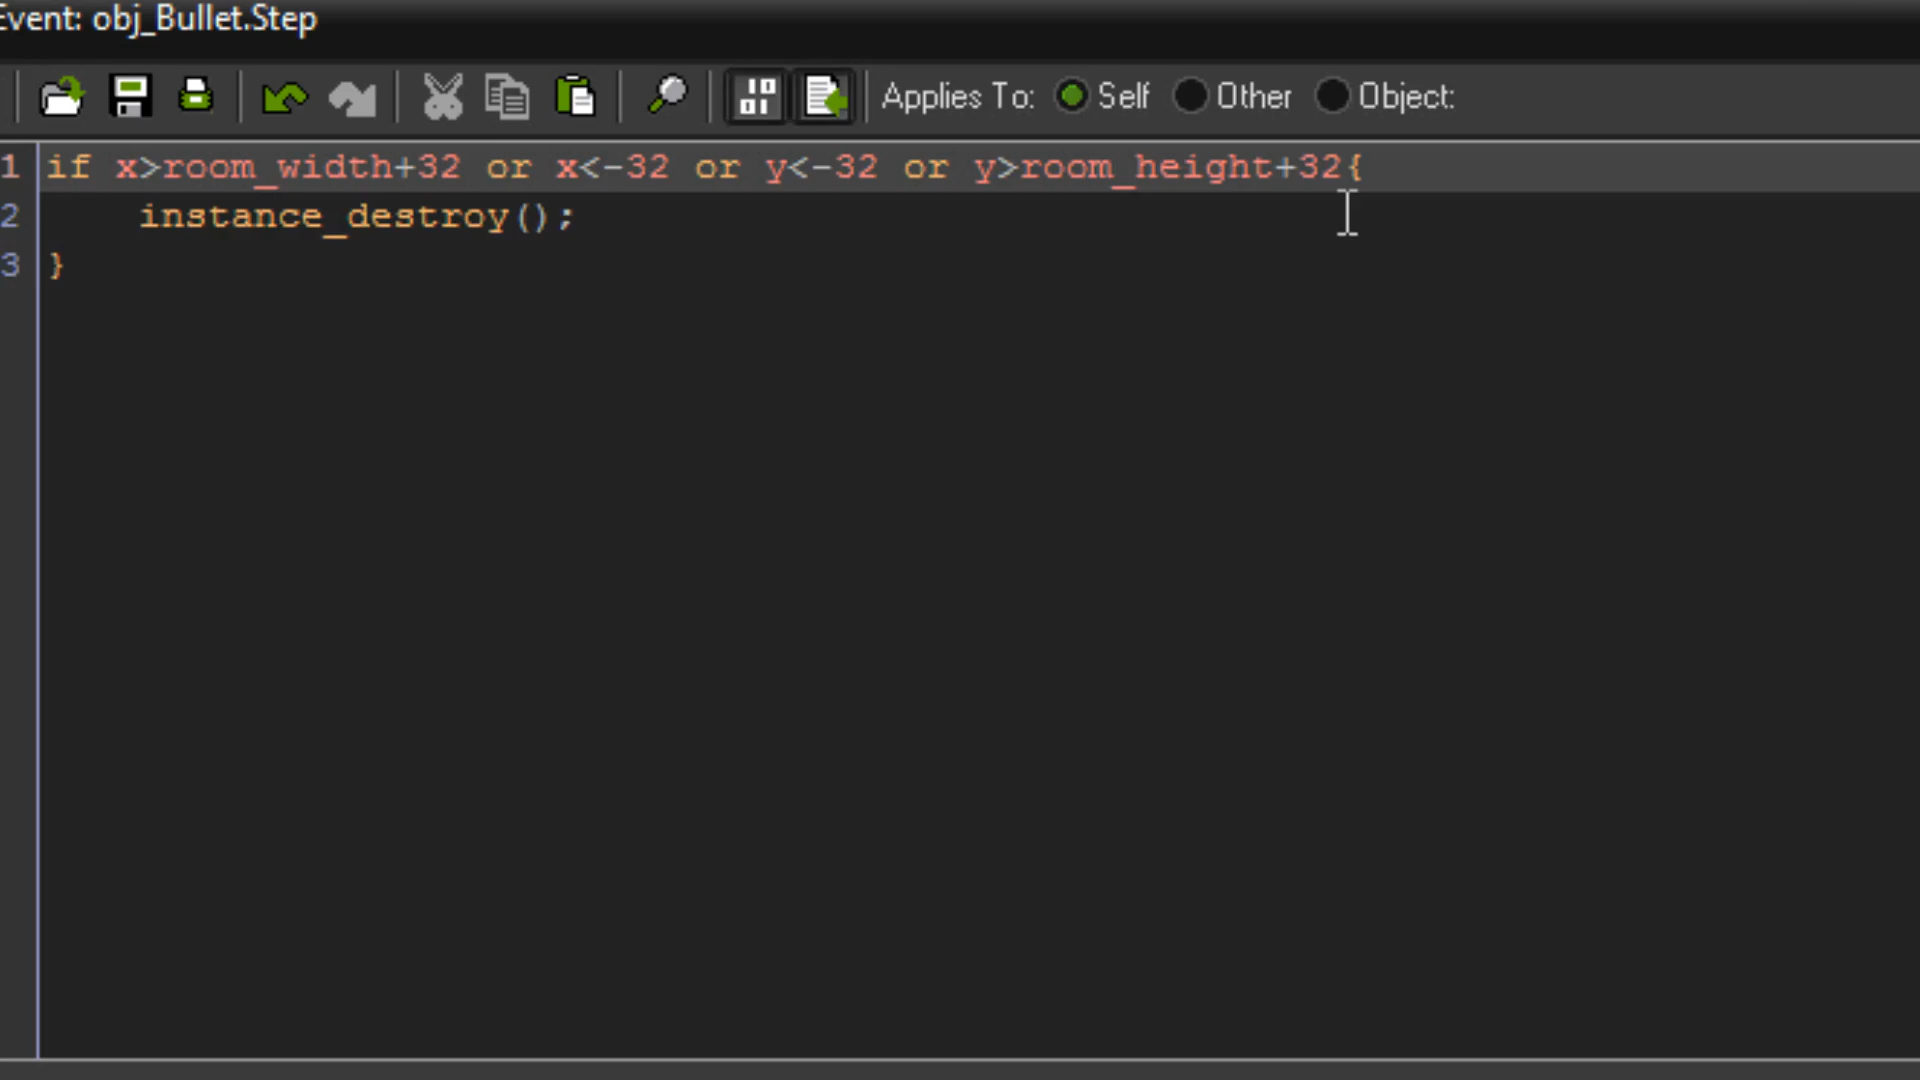 Event: obj_Bullet.Step
Applies To: Self Other Object:
1 if x>room_width+32 or x<-32 or y<-32 or y>room_height+32{
2 instance_destroy();
3 }